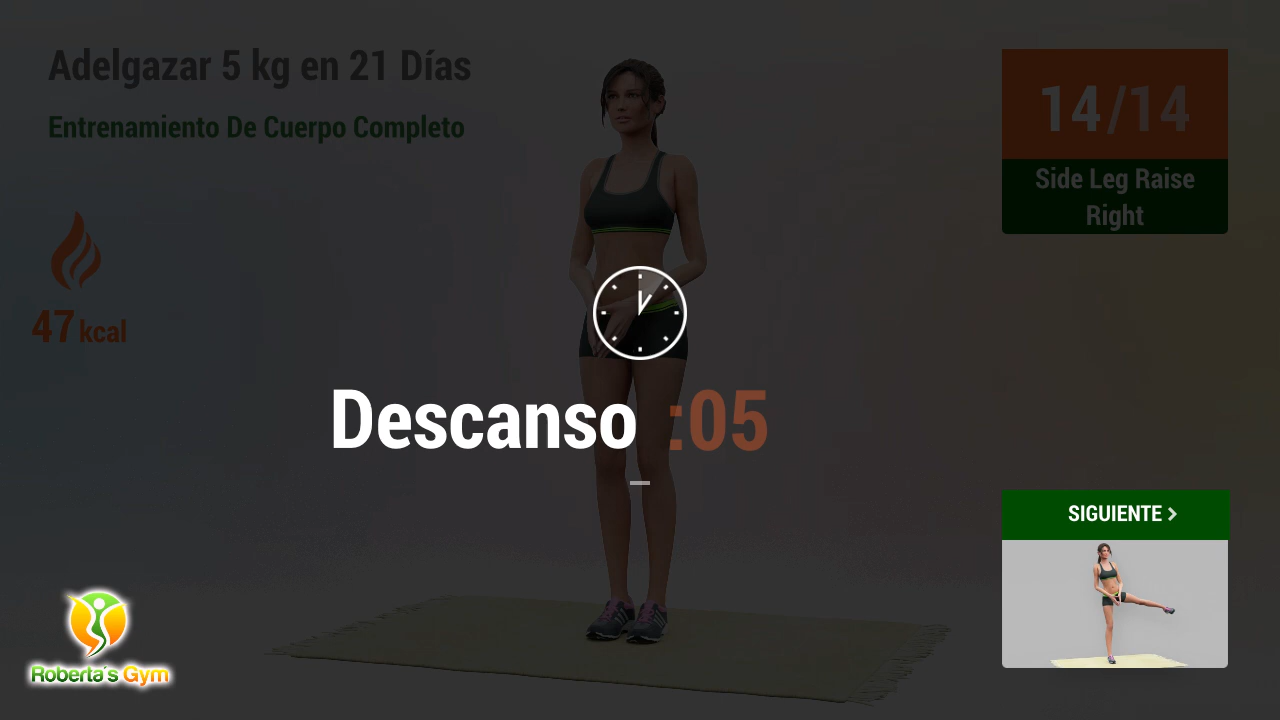 Adelgazar 5 kg en 21 Días
Entrenamiento De Cuerpo Completo
14/14
Side Leg Raise
Right
47 kcal
Descanso :05
SIGUIENTE >
Roberta's Gym